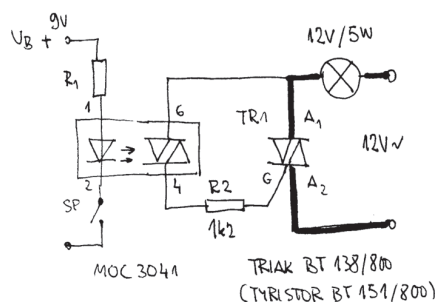 UB + 9V
R1
1
2
SP
6
4
MOC 3041
R2
1k2
TR1
A1
G
A2
12V/5W
12V~
TRIAK BT 138/800
(TYRISTOR BT 151/800)